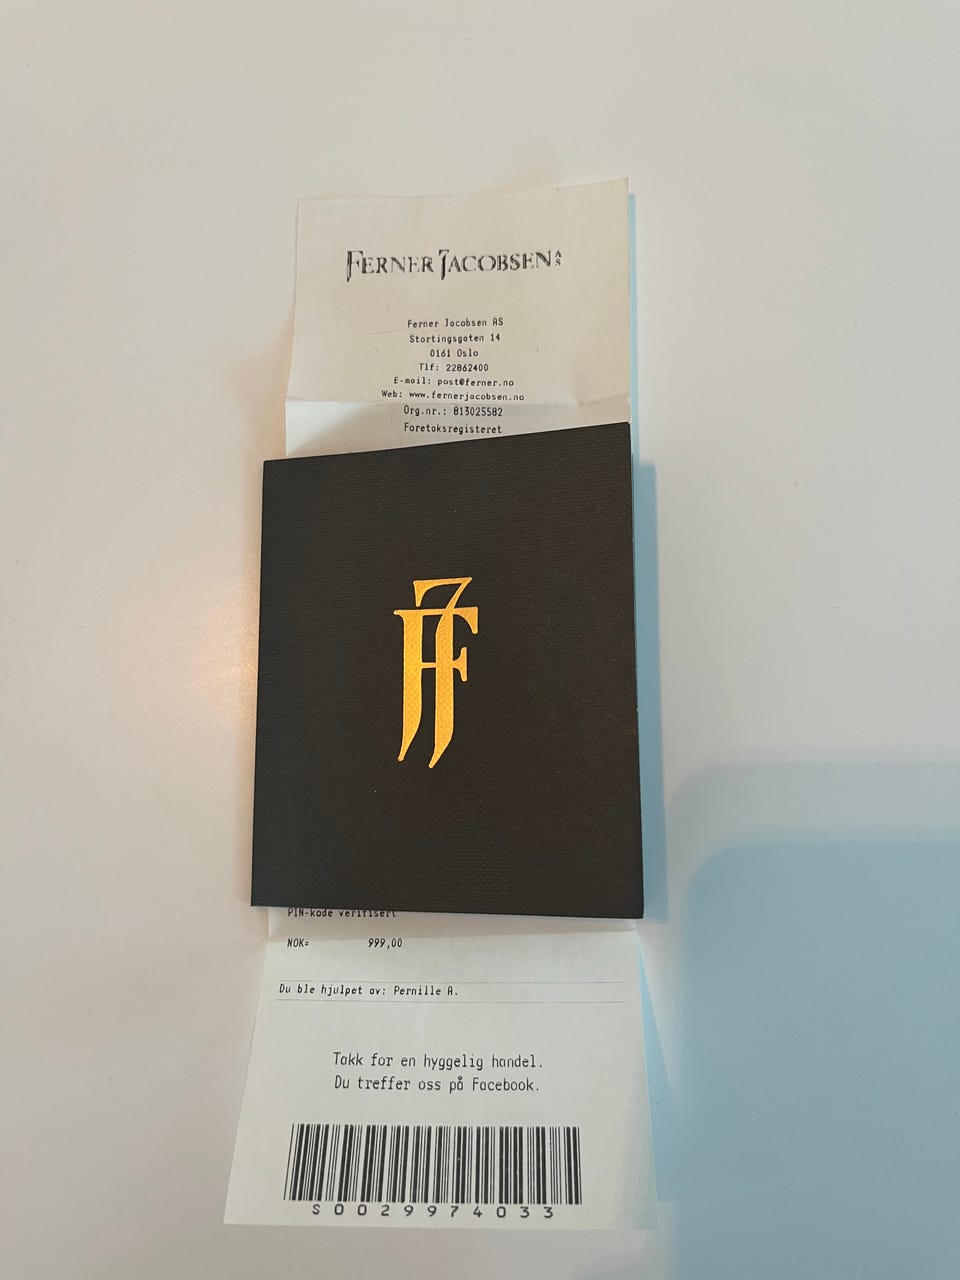 FERNER JACOBSEN AS
Ferner Jacobsen AS
Stortingsgaten 14
0161 Oslo
Tlf: 22862400
E-mail: post@ferner.no
Web: www.fernerjacobsen.no
Org.nr.: 813025582
Foretoksregisteret
FJ
PIN-kode verifisert
NOK= 999,00
Du ble hjulpet av: Pernille A.
Takk for en hyggelig handel.
Du treffer oss på Facebook.
S0029974033